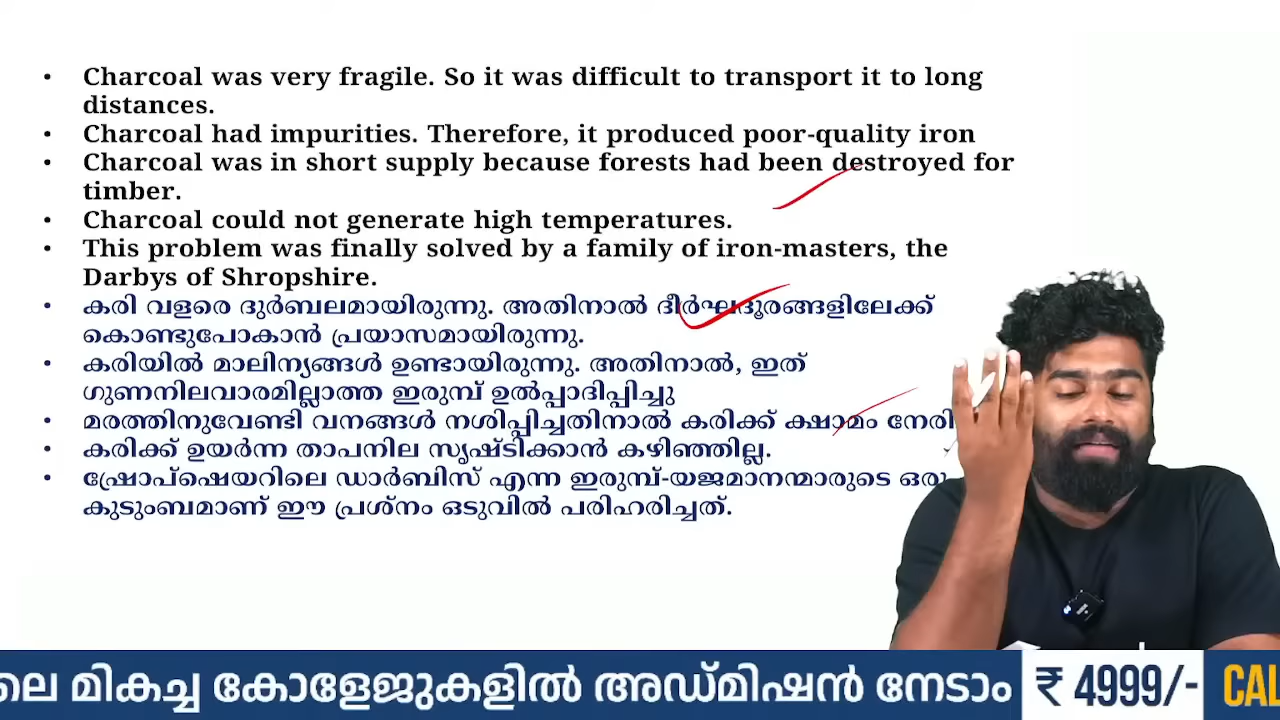 • Charcoal was very fragile. So it was difficult to transport it to long
distances.
• Charcoal had impurities. Therefore, it produced poor-quality iron
• Charcoal was in short supply because forests had been destroyed for
timber.
• Charcoal could not generate high temperatures.
• This problem was finally solved by a family of iron-masters, the
Darbys of Shropshire.
• കരി വളരെ ദുർബലമായിരുന്നു. അതിനാൽ ദീർഘദൂരങ്ങളിലേക്ക്
കൊണ്ടുപോകാൻ പ്രയാസമായിരുന്നു.
• കരിയിൽ മാലിന്യങ്ങൾ ഉണ്ടായിരുന്നു. അതിനാൽ, ഇത്
ഗുണനിലവാരമില്ലാത്ത ഇരുമ്പ് ഉൽപ്പാദിപ്പിച്ചു
• മരത്തിനുവേണ്ടി വനങ്ങൾ നശിപ്പിച്ചതിനാൽ കരിക്ക് ക്ഷാമം
• കരിക്ക് ഉയർന്ന താപനില സൃഷ്ടിക്കാൻ കഴിഞ്ഞില്ല.
• ഷ്രോപ്ഷെയറിലെ ഡാർബിസ് എന്ന ഇരുമ്പ്-യജമാനന്മാരുടെ ഒരു
കുടുംബമാണ് ഈ പ്രശ്നം ഒടുവിൽ പരിഹരിച്ചത്.
മികച്ച കോളേജുകളിൽ അഡ്മിഷൻ നേടാം ₹ 4999/-